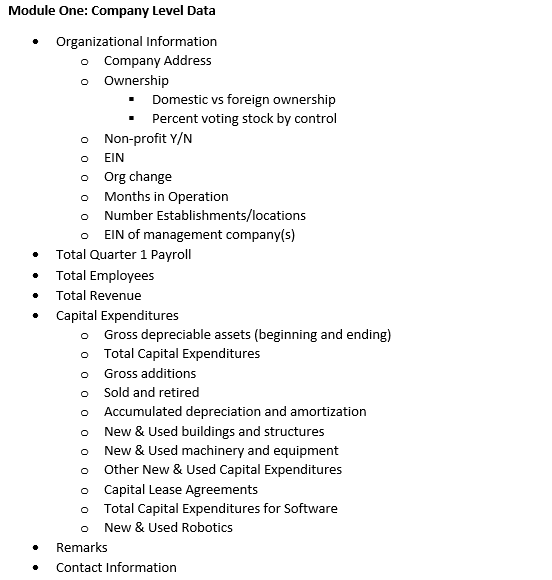 Module One: Company Level Data
• Organizational Information
o Company Address
o Ownership
▪ Domestic vs foreign ownership
▪ Percent voting stock by control
o Non-profit Y/N
o EIN
o Org change
o Months in Operation
o Number Establishments/locations
o EIN of management company(s)
• Total Quarter 1 Payroll
• Total Employees
• Total Revenue
• Capital Expenditures
o Gross depreciable assets (beginning and ending)
o Total Capital Expenditures
o Gross additions
o Sold and retired
o Accumulated depreciation and amortization
o New & Used buildings and structures
o New & Used machinery and equipment
o Other New & Used Capital Expenditures
o Capital Lease Agreements
o Total Capital Expenditures for Software
o New & Used Robotics
• Remarks
• Contact Information